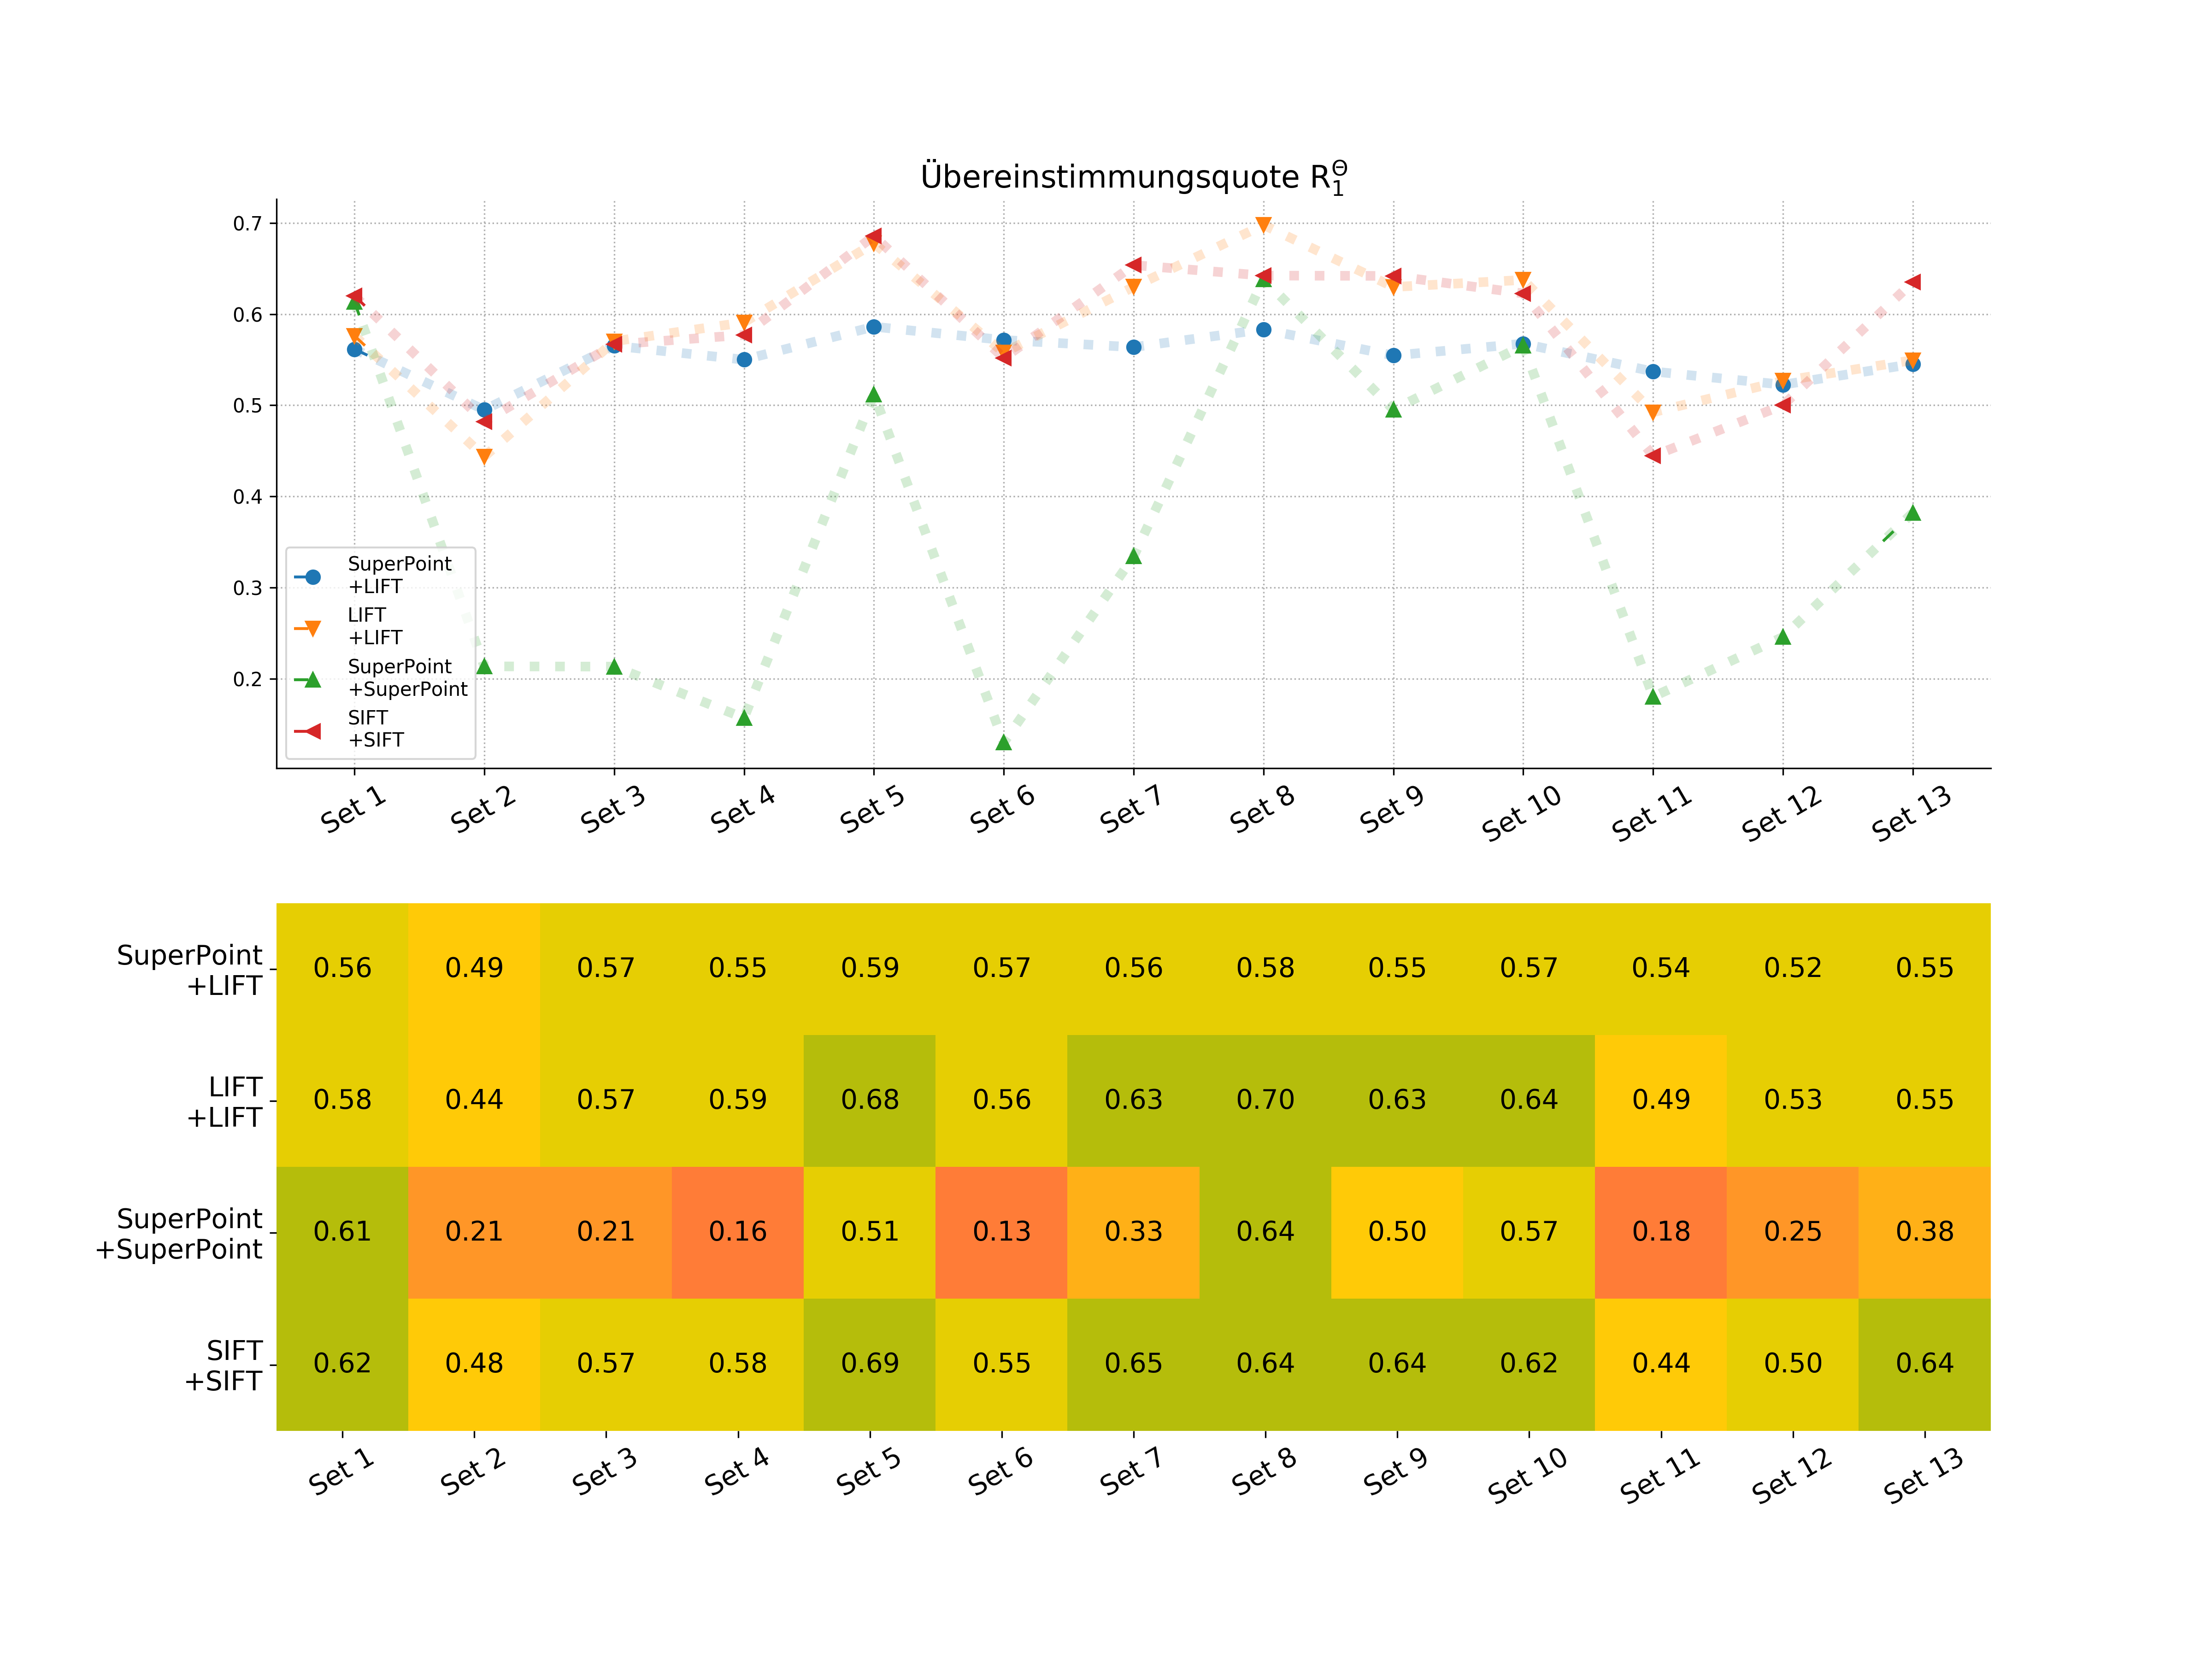 Übereinstimmungsquote R₁^Θ
0.7
0.6
0.5
0.4
0.3
0.2
SuperPoint
+LIFT
LIFT
+LIFT
SuperPoint
+SuperPoint
SIFT
+SIFT
Set 1 Set 2 Set 3 Set 4 Set 5 Set 6 Set 7 Set 8 Set 9 Set 10 Set 11 Set 12 Set 13
SuperPoint
+LIFT
0.56 0.49 0.57 0.55 0.59 0.57 0.56 0.58 0.55 0.57 0.54 0.52 0.55
LIFT
+LIFT
0.58 0.44 0.57 0.59 0.68 0.56 0.63 0.70 0.63 0.64 0.49 0.53 0.55
SuperPoint
+SuperPoint
0.61 0.21 0.21 0.16 0.51 0.13 0.33 0.64 0.50 0.57 0.18 0.25 0.38
SIFT
+SIFT
0.62 0.48 0.57 0.58 0.69 0.55 0.65 0.64 0.64 0.62 0.44 0.50 0.64
Set 1 Set 2 Set 3 Set 4 Set 5 Set 6 Set 7 Set 8 Set 9 Set 10 Set 11 Set 12 Set 13